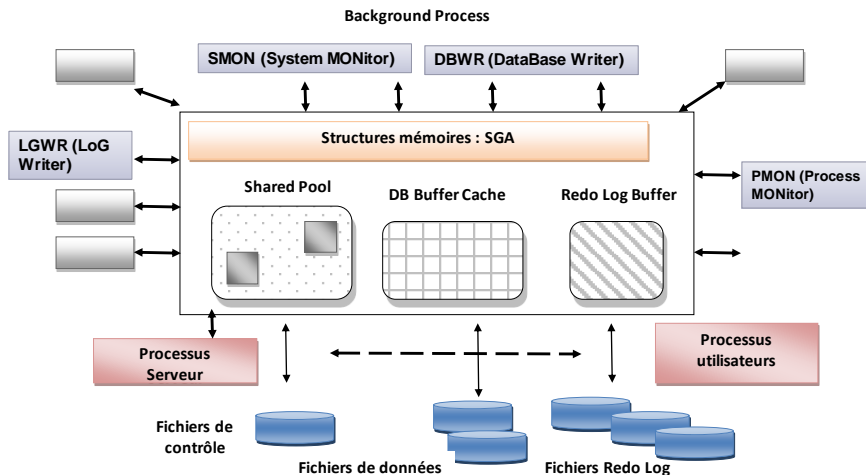 Background Process
SMON (System MONitor)
DBWR (DataBase Writer)
Structures mémoires : SGA
LGWR (LoG
Writer)
PMON (Process
MONitor)
Shared Pool
DB Buffer Cache
Redo Log Buffer
Processus
Serveur
Processus
utilisateurs
Fichiers de
contrôle
Fichiers de données
Fichiers Redo Log